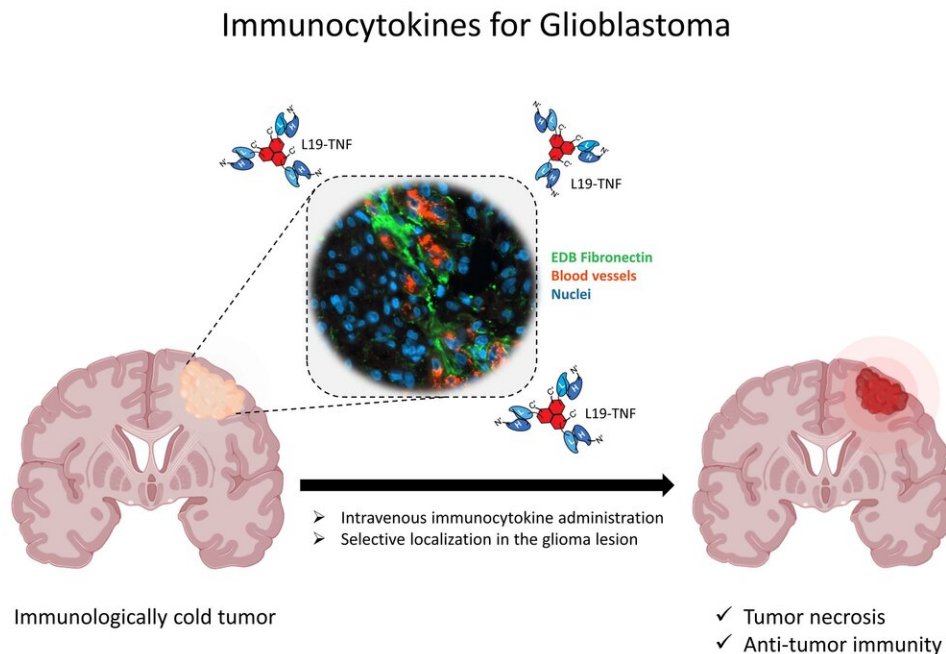 Immunocytokines for Glioblastoma
N'
L
H
C'
C'
C'
L
H
N'
L
H
N'
L19-TNF
N'
L
H
C'
C'
C'
L
H
N'
L
H
N'
L19-TNF
EDB Fibronectin
Blood vessels
Nuclei
N'
L
H
C'
C'
C'
L
H
N'
L
H
N'
L19-TNF
➢ Intravenous immunocytokine administration
➢ Selective localization in the glioma lesion
Immunologically cold tumor
✓ Tumor necrosis
✓ Anti-tumor immunity